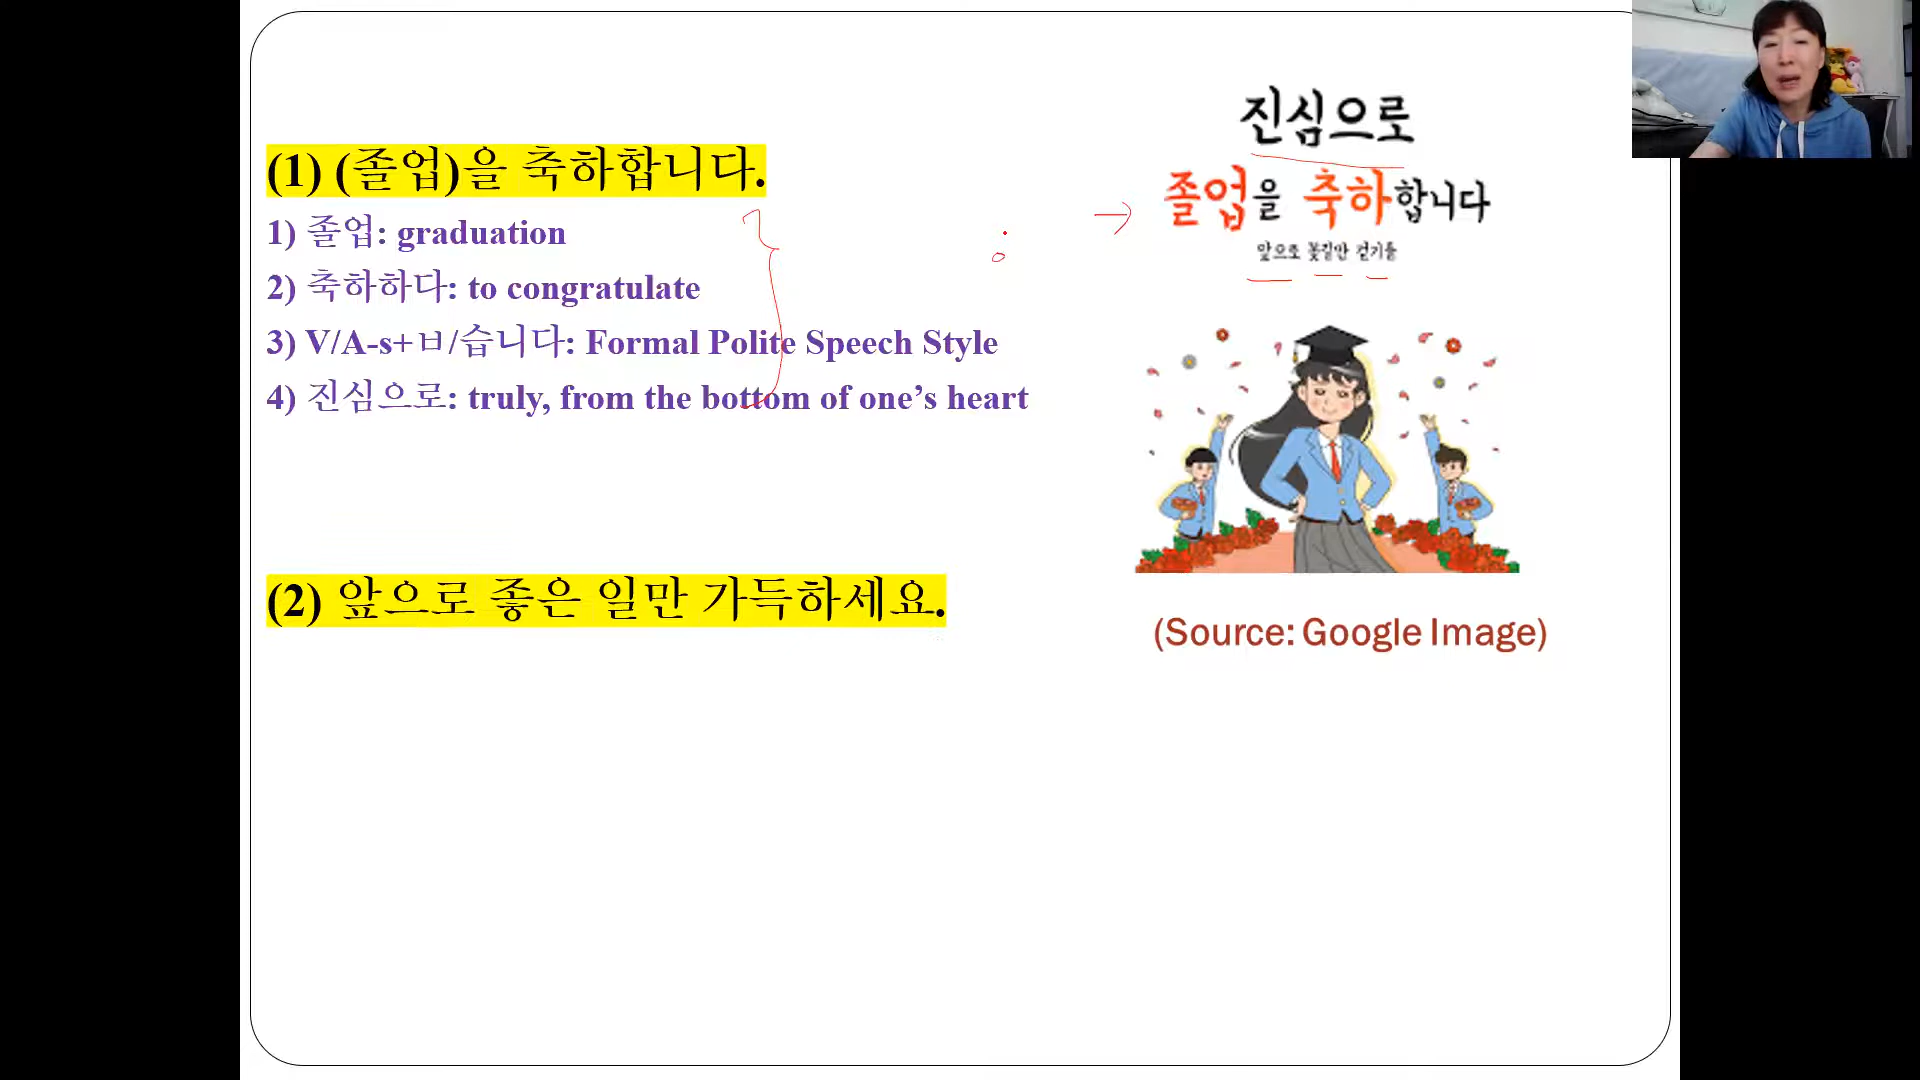 (1) (졸업)을 축하합니다.
1) 졸업: graduation
2) 축하하다: to congratulate
3) V/A-s+ㅂ/습니다: Formal Polite Speech Style
4) 진심으로: truly, from the bottom of one’s heart
(2) 앞으로 좋은 일만 가득하세요.
진심으로
졸업을 축하합니다
앞으로 꽃길만 걷기를
(Source: Google Image)